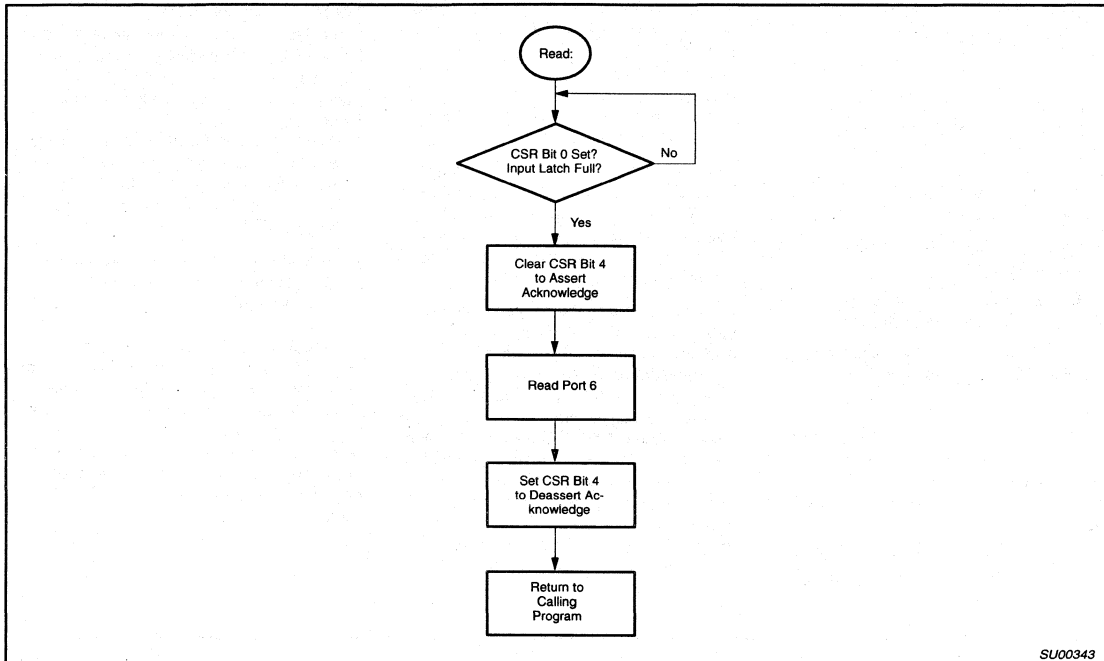 Read:
CSR Bit 0 Set?
Input Latch Full?
No
Yes
Clear CSR Bit 4
to Assert
Acknowledge
Read Port 6
Set CSR Bit 4
to Deassert Ac-
knowledge
Return to
Calling
Program
SU00343